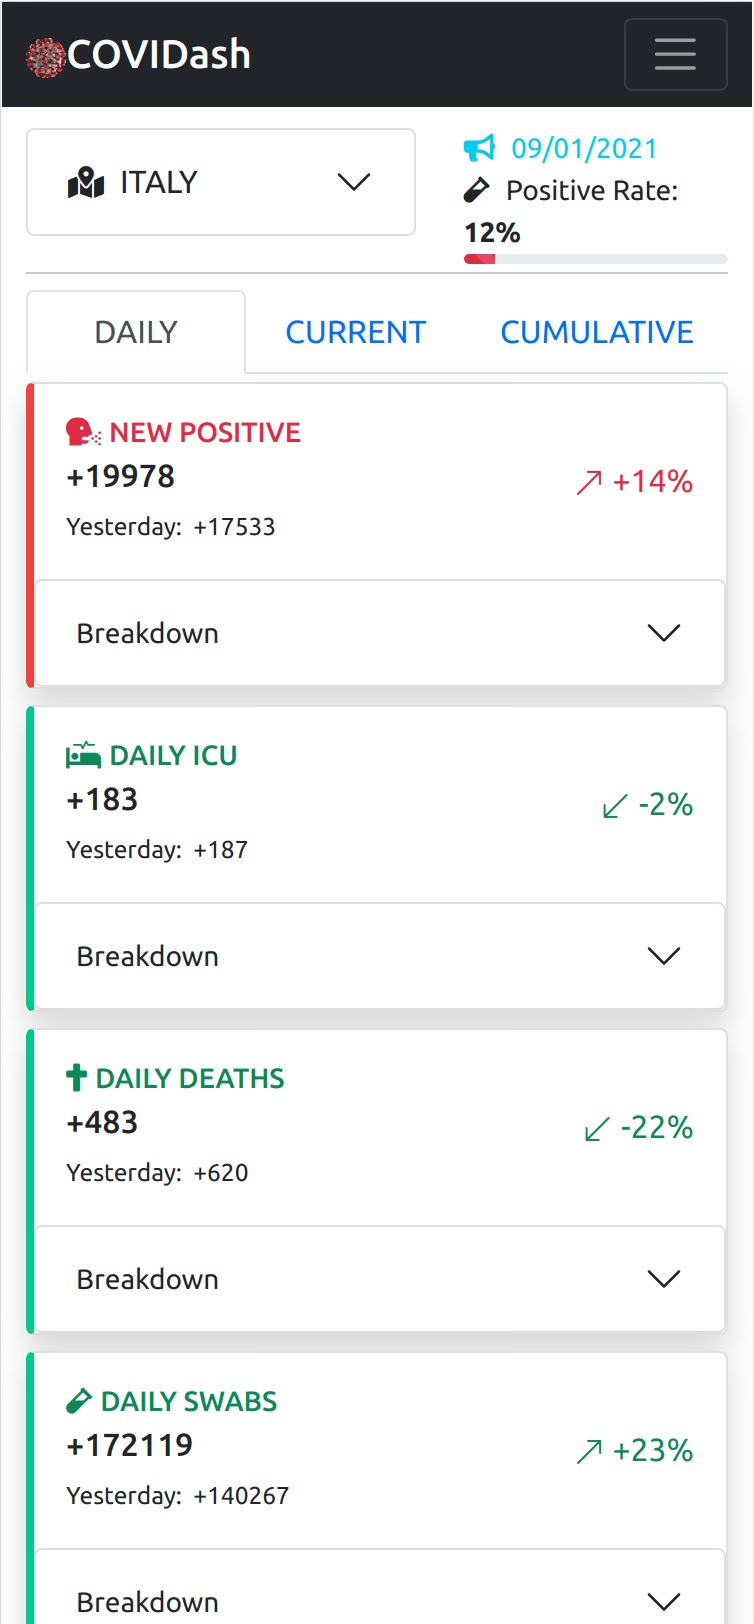 COVIDash
ITALY
09/01/2021
Positive Rate:
12%
DAILY CURRENT CUMULATIVE
NEW POSITIVE
+19978
+14%
Yesterday: +17533
Breakdown
DAILY ICU
+183
-2%
Yesterday: +187
Breakdown
DAILY DEATHS
+483
-22%
Yesterday: +620
Breakdown
DAILY SWABS
+172119
+23%
Yesterday: +140267
Breakdown